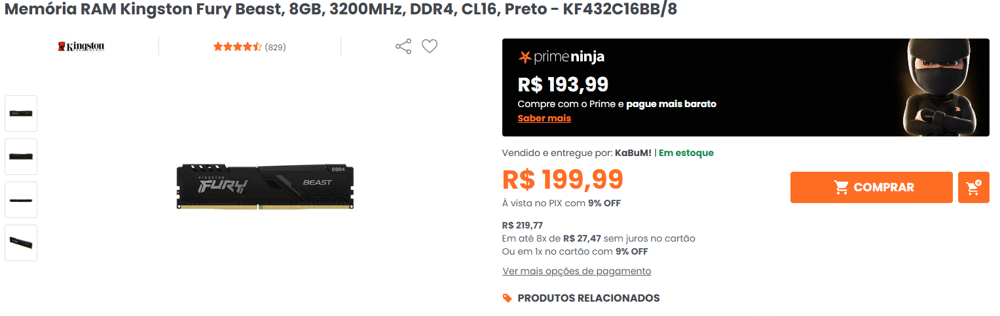 Memória RAM Kingston Fury Beast, 8GB, 3200MHz, DDR4, CL16, Preto - KF432C16BB/8
Kingston
TECHNOLOGY
(829)
KINGSTON
FURY
BEAST
DDR4
primeninja
R$ 193,99
Compre com o Prime e pague mais barato
Saber mais
Vendido e entregue por: KaBuM! | Em estoque
R$ 199,99
À vista no PIX com 9% OFF
COMPRAR
R$ 219,77
Em até 8x de R$ 27,47 sem juros no cartão
Ou em 1x no cartão com 9% OFF
Ver mais opções de pagamento
PRODUTOS RELACIONADOS